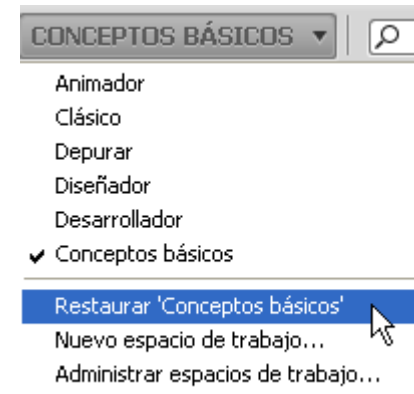 CONCEPTOS BÁSICOS
Animador
Clásico
Depurar
Diseñador
Desarrollador
Conceptos básicos
Restaurar 'Conceptos básicos'
Nuevo espacio de trabajo...
Administrar espacios de trabajo...